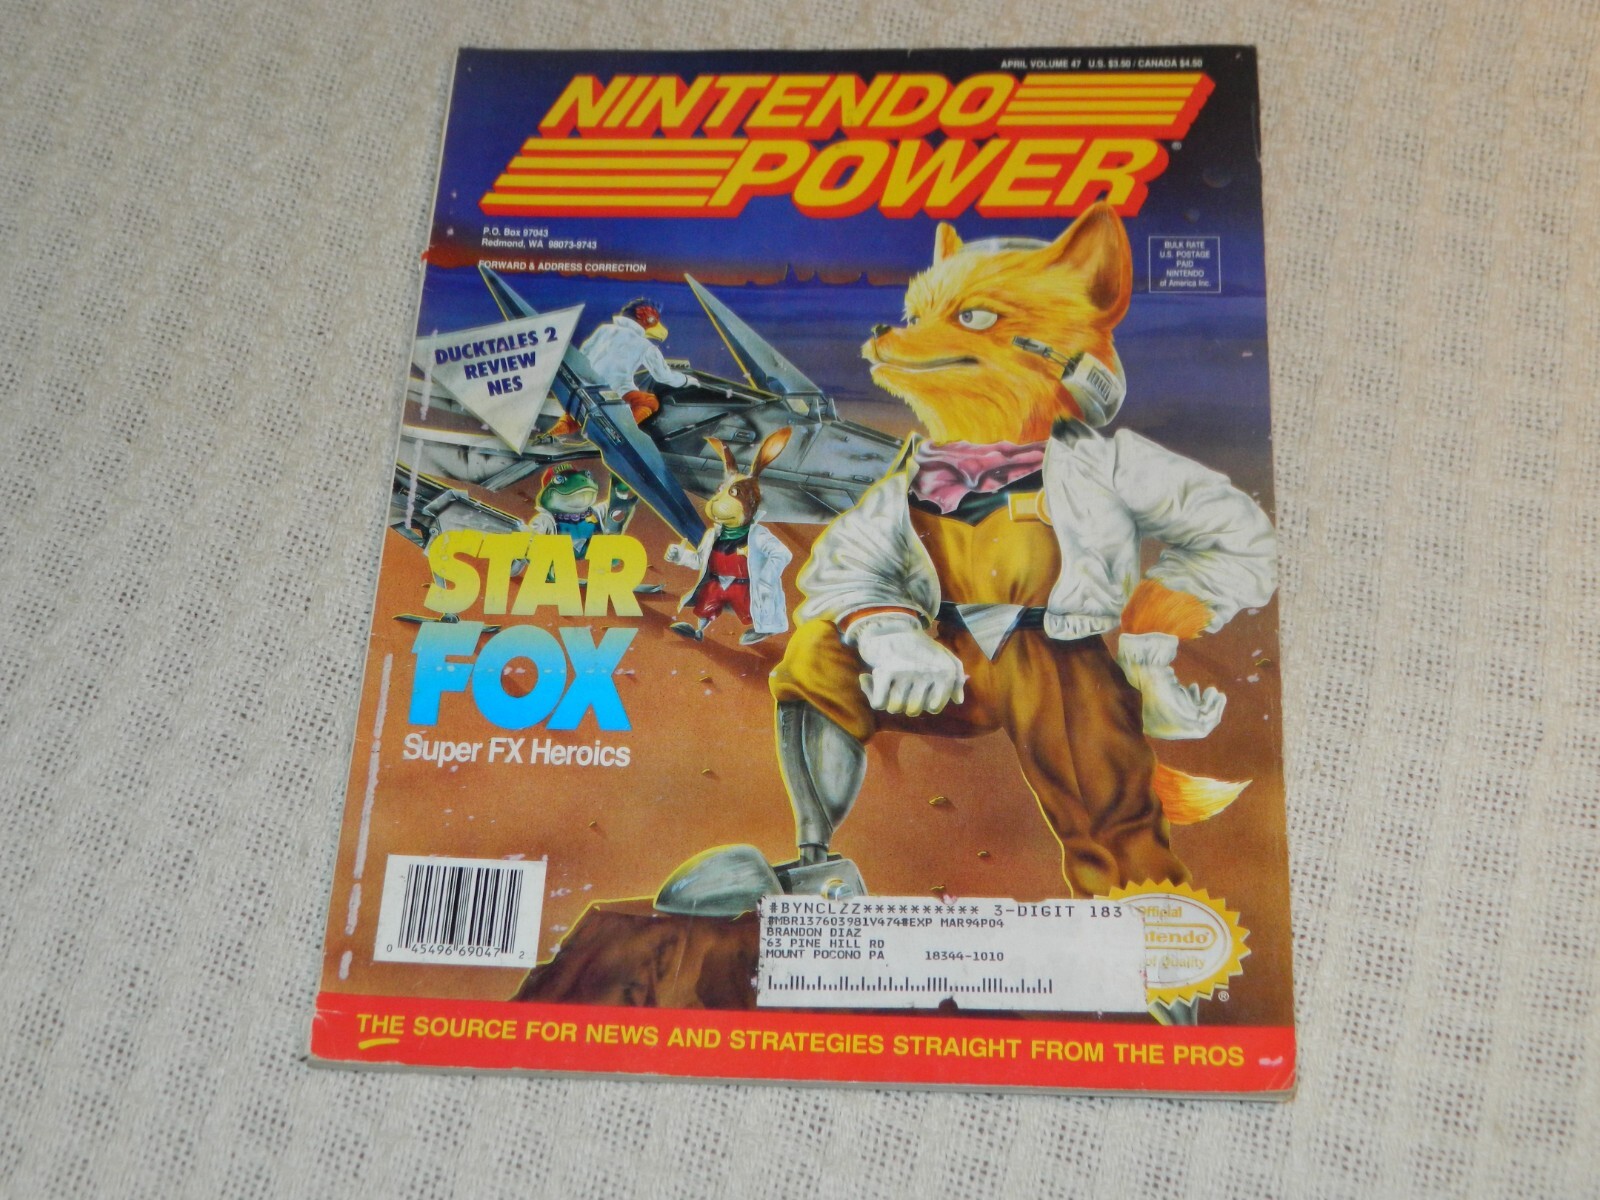 APRIL VOLUME 47 U.S. $3.50 / CANADA $4.50
NINTENDO
POWER®
P.O. Box 97043
Redmond, WA 98073-9743
FORWARD & ADDRESS CORRECTION
BULK RATE
U.S. POSTAGE
PAID
NINTENDO
of America Inc.
DUCKTALES 2
REVIEW
NES
STAR
FOX
Super FX Heroics
0 45496 69047 2
#BYNCLZZ********** 3-DIGIT 183
#MBR137603981V474#EXP MAR94P04
BRANDON DIAZ
63 PINE HILL RD
MOUNT POCONO PA 18344-1010
Official
ntendo
of Quality
®
THE SOURCE FOR NEWS AND STRATEGIES STRAIGHT FROM THE PROS